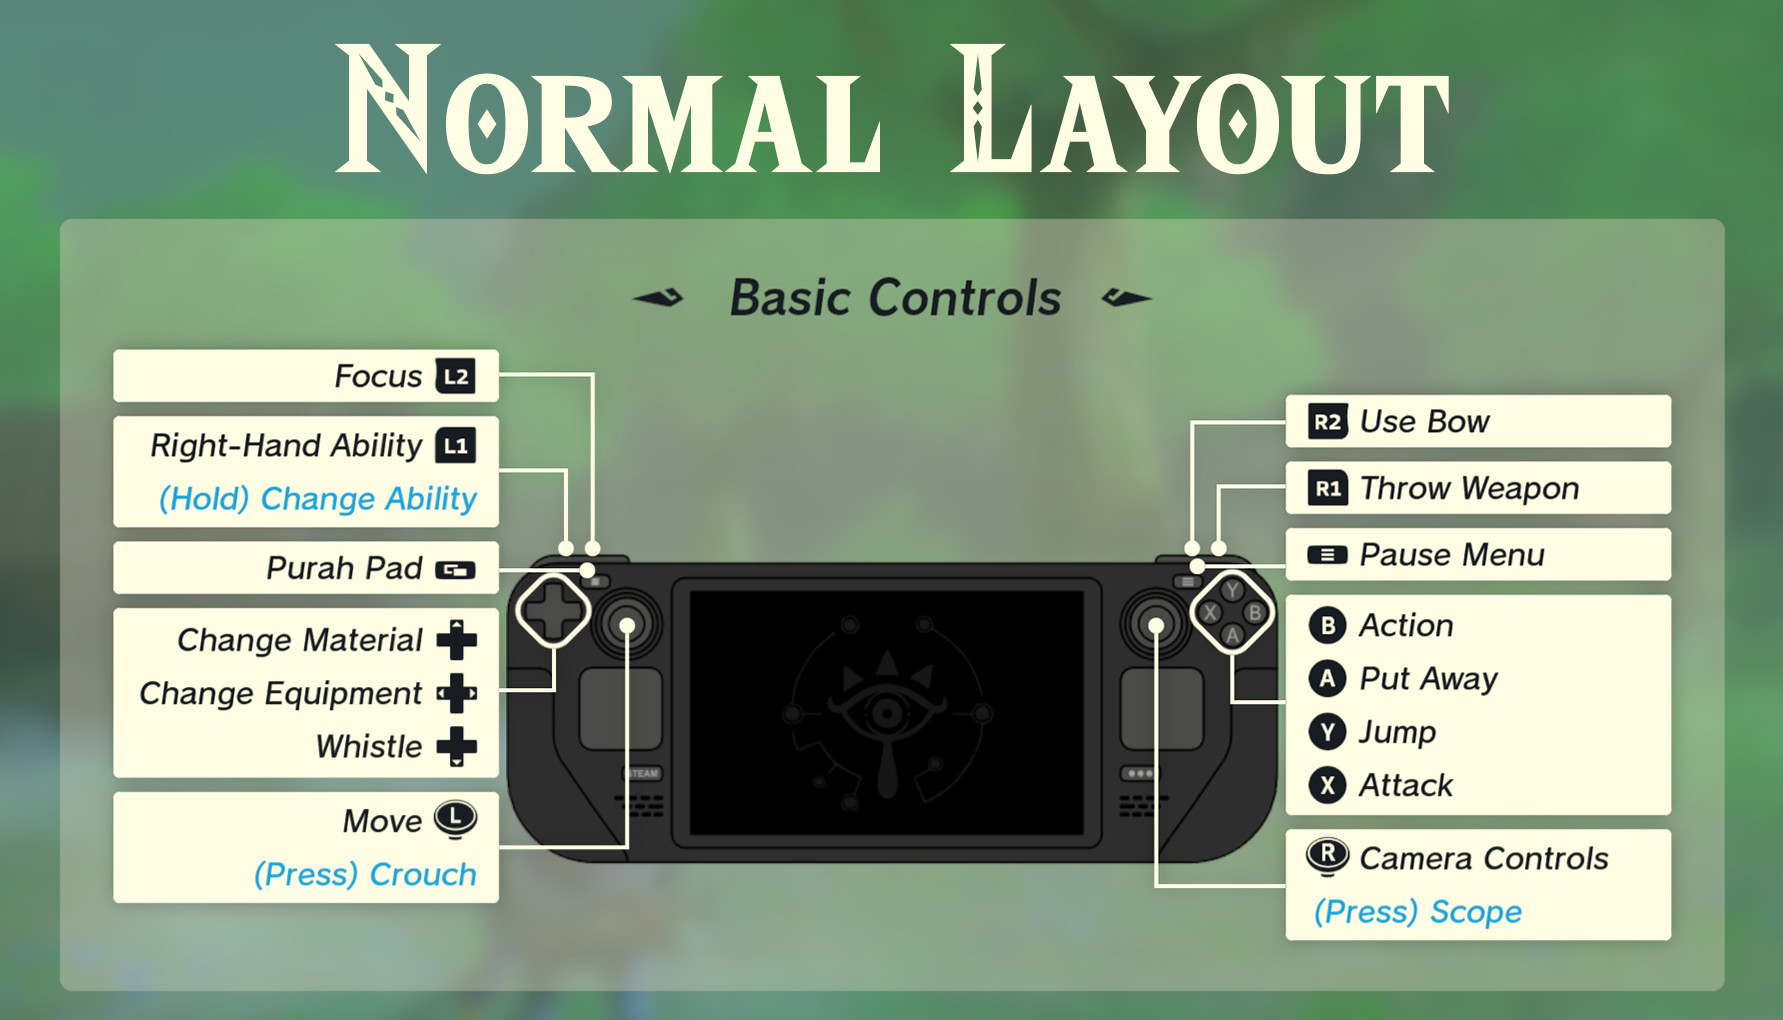 Normal Layout
Basic Controls
Focus L2
Right-Hand Ability L1
(Hold) Change Ability
Purah Pad
Change Material
Change Equipment
Whistle
Move L
(Press) Crouch
R2 Use Bow
R1 Throw Weapon
Pause Menu
B Action
A Put Away
Y Jump
X Attack
R Camera Controls
(Press) Scope
Y
X B
A
STEAM